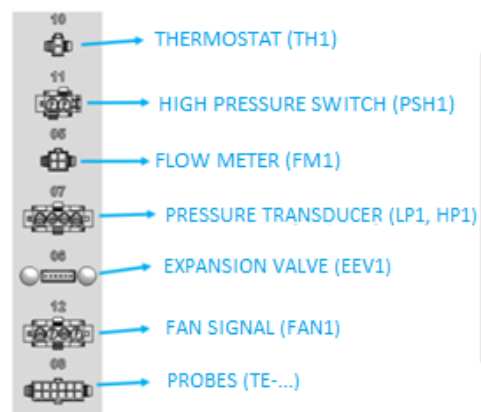 10
THERMOSTAT (TH1)
11
HIGH PRESSURE SWITCH (PSH1)
05
FLOW METER (FM1)
07
PRESSURE TRANSDUCER (LP1, HP1)
06
EXPANSION VALVE (EEV1)
12
FAN SIGNAL (FAN1)
08
PROBES (TE-...)